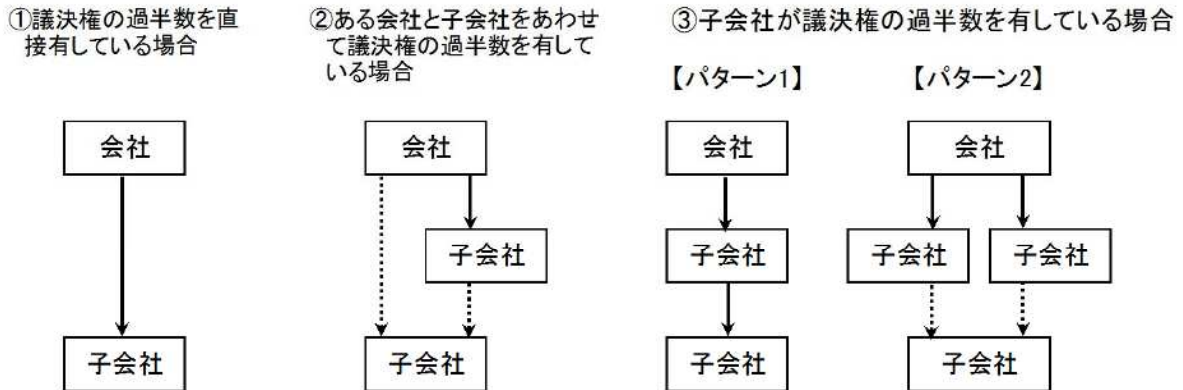 ①議決権の過半数を直
接有している場合
②ある会社と子会社をあわせ
て議決権の過半数を有して
いる場合
③子会社が議決権の過半数を有している場合
【パターン1】
【パターン2】
会社
子会社
会社
子会社
子会社
会社
子会社
子会社
会社
子会社
子会社
子会社